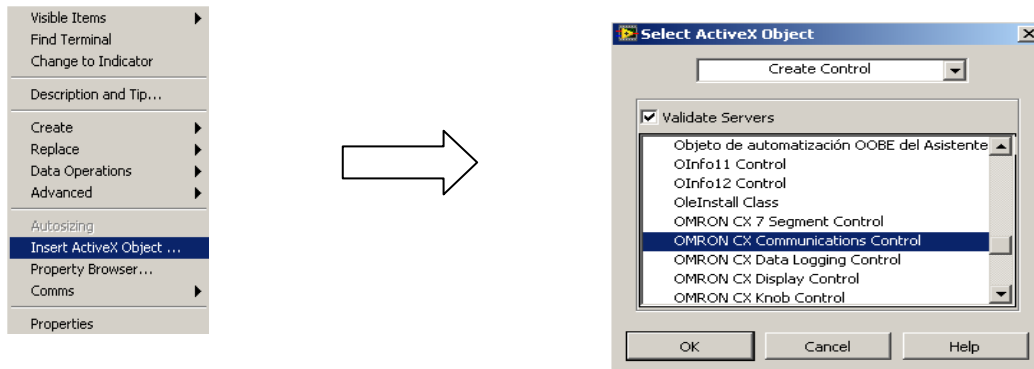 Visible Items
Find Terminal
Change to Indicator
Description and Tip...
Create
Replace
Data Operations
Advanced
Autosizing
Insert ActiveX Object ...
Property Browser...
Comms
Properties
Select ActiveX Object
Create Control
Validate Servers
Objeto de automatización OOBE del Asistente
OInfo11 Control
OInfo12 Control
OleInstall Class
OMRON CX 7 Segment Control
OMRON CX Communications Control
OMRON CX Data Logging Control
OMRON CX Display Control
OMRON CX Knob Control
OK
Cancel
Help